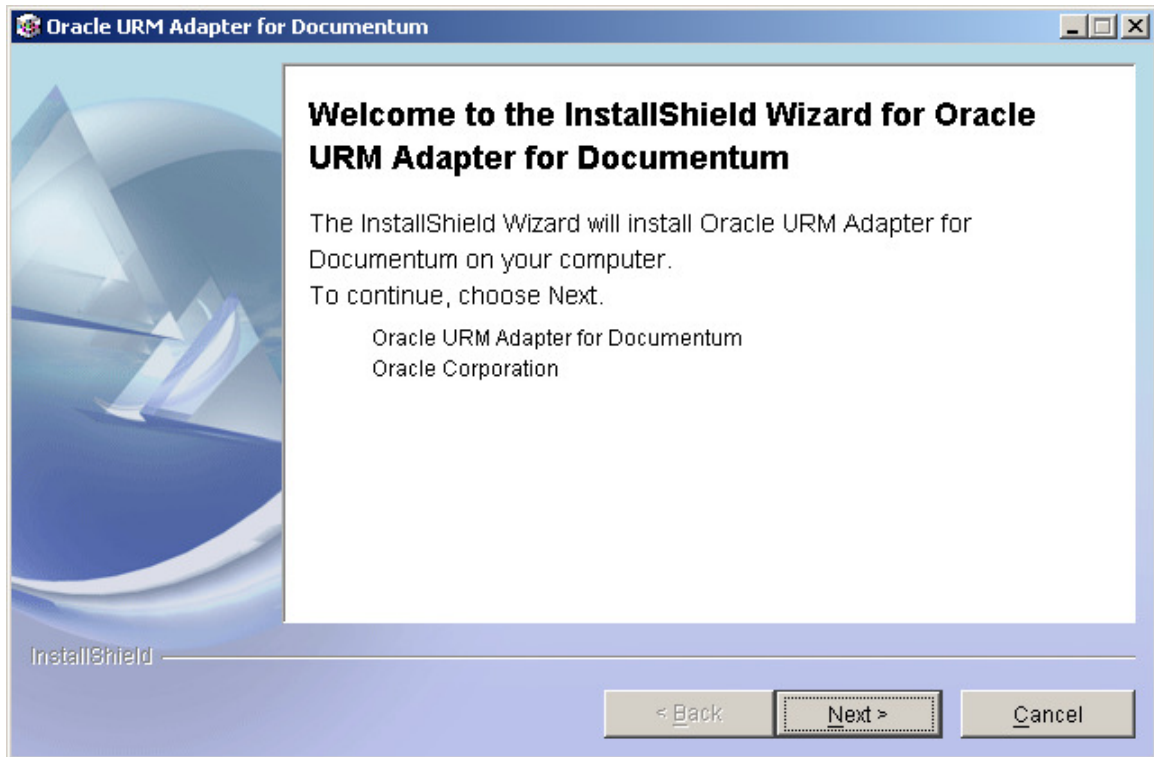 Oracle URM Adapter for Documentum
Welcome to the InstallShield Wizard for Oracle
URM Adapter for Documentum
The InstallShield Wizard will install Oracle URM Adapter for
Documentum on your computer.
To continue, choose Next.
Oracle URM Adapter for Documentum
Oracle Corporation
InstallShield
< Back Next > Cancel